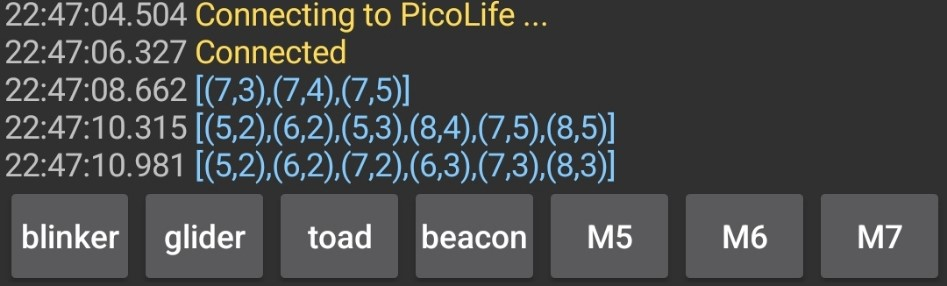 22:47:04.504 Connecting to PicoLife ...
22:47:06.327 Connected
22:47:08.662 [(7,3),(7,4),(7,5)]
22:47:10.315 [(5,2),(6,2),(5,3),(8,4),(7,5),(8,5)]
22:47:10.981 [(5,2),(6,2),(7,2),(6,3),(7,3),(8,3)]
blinker glider toad beacon M5 M6 M7